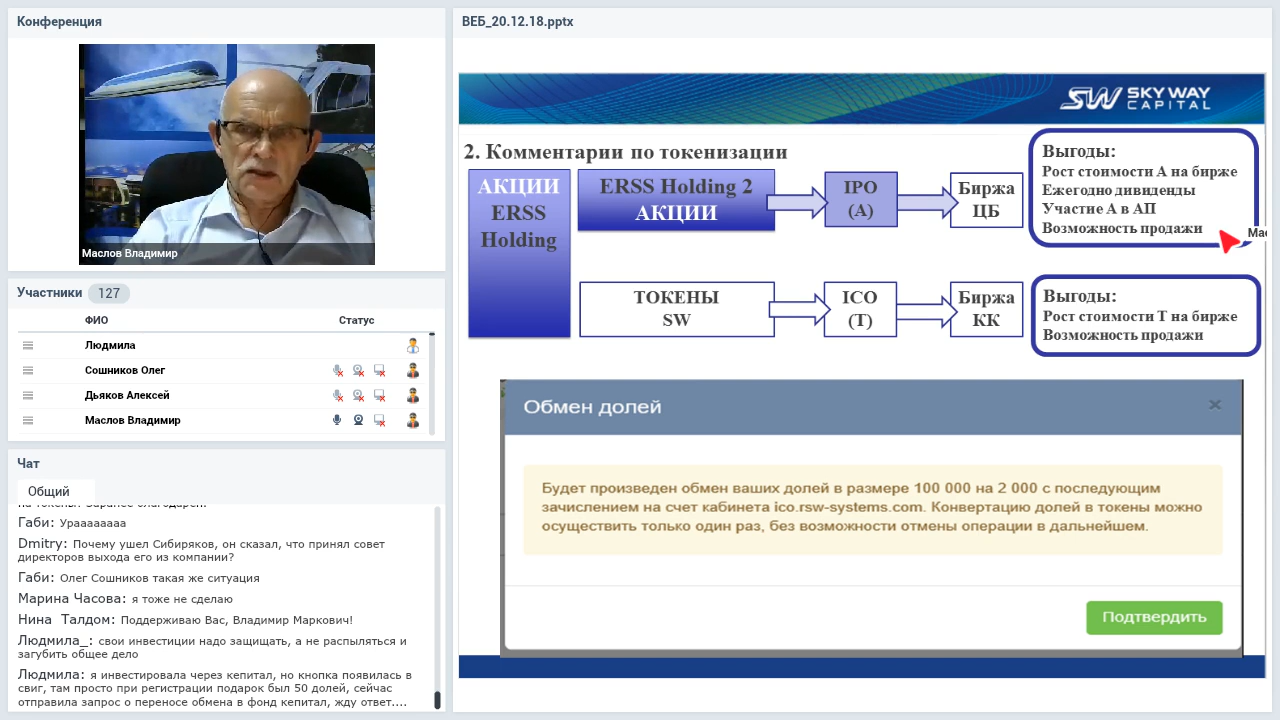 Конференция
Маслов Владимир
Участники 127
ФИО Статус
Людмила
Сошников Олег
Дьяков Алексей
Маслов Владимир
Чат
Общий
Габи: Урааааaaaa
Dmitry: Почему ушел Сибиряков, он сказал, что принял совет
директоров выхода его из компании?
Габи: Олег Сошников такая же ситуация
Марина Часова: я тоже не сделаю
Нина Талдом: Поддерживаю Вас, Владимир Маркович!
Людмила_: свои инвестиции надо защищать, а не распыляться и
загубить общее дело
Людмила: я инвестировала через кепитал, но кнопка появилась в
свиг, там просто при регистрации подарок был 50 долей, сейчас
отправила запрос о переносе обмена в фонд кепитал, жду ответ....
ВЕБ_20.12.18.pptx
SW SKY WAY
CAPITAL
2. Комментарии по токенизации
АКЦИИ
ERSS
Holding
ERSS Holding 2
АКЦИИ
IPO
(А)
Биржа
ЦБ
Выгоды:
Рост стоимости А на бирже
Ежегодно дивиденды
Участие А в АП
Возможность продажи
Мас
ТОКЕНЫ
SW
ICO
(Т)
Биржа
КК
Выгоды:
Рост стоимости Т на бирже
Возможность продажи
Обмен долей ×
Будет произведен обмен ваших долей в размере 100 000 на 2 000 с последующим
зачислением на счет кабинета ico.rsw-systems.com. Конвертацию долей в токены можно
осуществить только один раз, без возможности отмены операции в дальнейшем.
Подтвердить